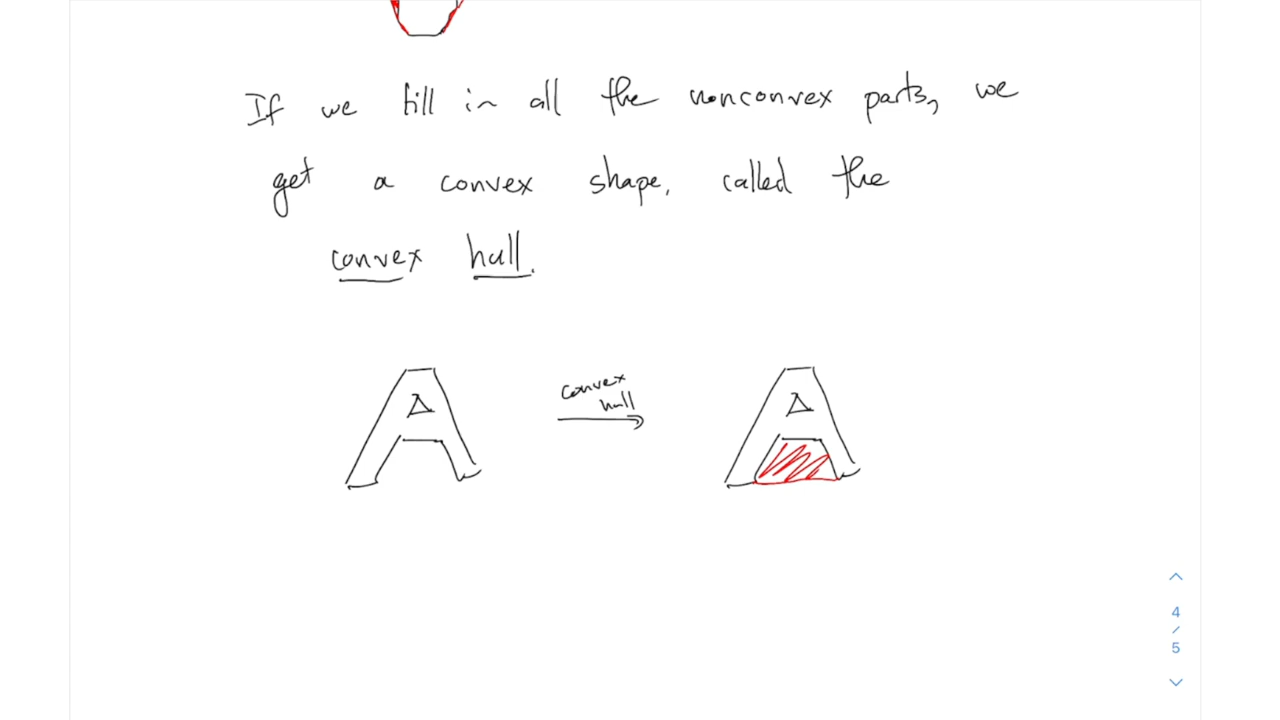 If we fill in all the nonconvex parts, we
get a convex shape, called the
convex hull.
convex
hull
4
/
5